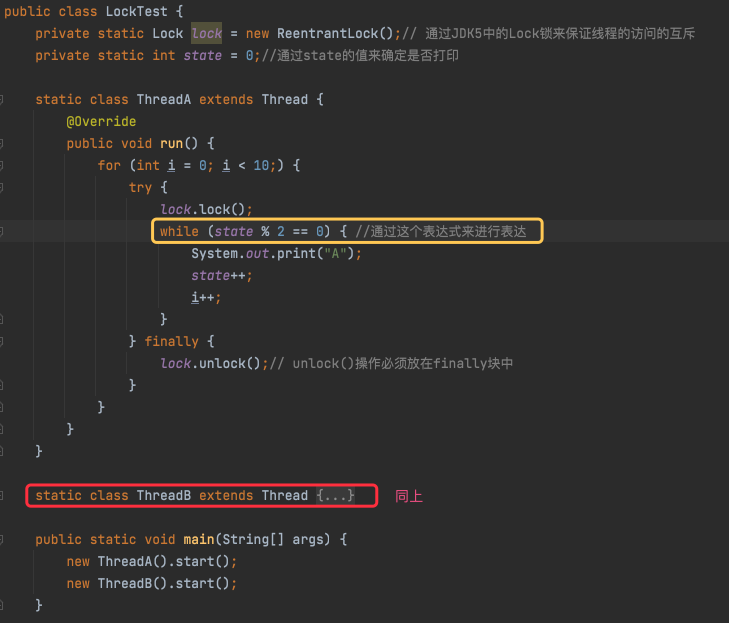 public class LockTest {
private static Lock lock = new ReentrantLock();// 通过JDK5中的Lock锁来保证线程的访问的互斥
private static int state = 0;//通过state的值来确定是否打印
static class ThreadA extends Thread {
@Override
public void run() {
for (int i = 0; i < 10;) {
try {
lock.lock();
while (state % 2 == 0) { //通过这个表达式来进行表达
System.out.print("A");
state++;
i++;
}
} finally {
lock.unlock();// unlock()操作必须放在finally块中
}
}
}
}
static class ThreadB extends Thread {...} 同上
public static void main(String[] args) {
new ThreadA().start();
new ThreadB().start();
}